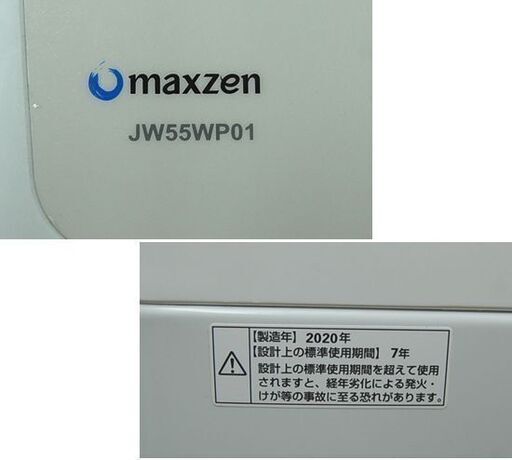 maxzen
JW55WP01
【製造年】2020年
【設計上の標準使用期間】7年
設計上の標準使用期間を超えて使用
されますと、経年劣化による発火・
けが等の事故に至る恐れがあります。